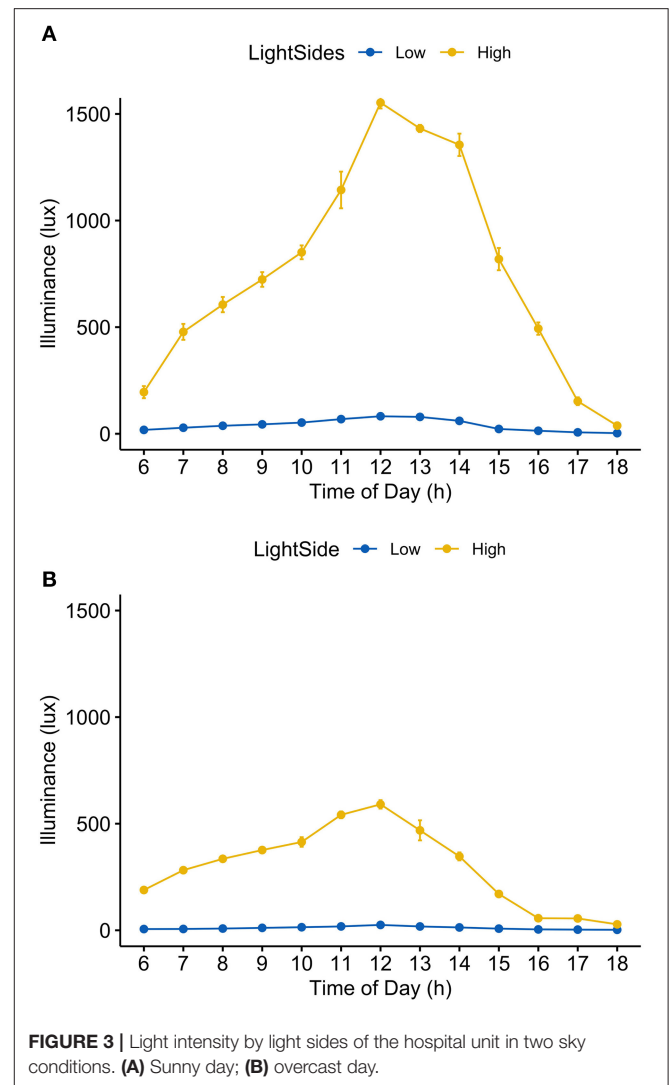 A
LightSides Low High
1500
1000
500
0
Illuminance (lux)
6 7 8 9 10 11 12 13 14 15 16 17 18
Time of Day (h)
LightSide Low High
B
1500
1000
500
0
Illuminance (lux)
6 7 8 9 10 11 12 13 14 15 16 17 18
Time of Day (h)
FIGURE 3 | Light intensity by light sides of the hospital unit in two sky
conditions. (A) Sunny day; (B) overcast day.